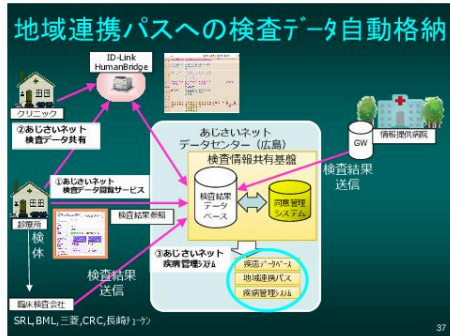 地域連携パスへの検査データ自動格納
ID-Link
HumanBridge
クリニック
②あじさいネット
検査データ共有
あじさいネット
データセンター（広島）
検査情報共有基盤
情報提供病院
GW
検査結果
送信
①あじさいネット
検査データ閲覧サービス
検査結果
データ
ベース
同意管理
システム
診療所
検査結果参照
検
体
③あじさいネット
疾病管理システム
検査結果
送信
疾患データベース
地域連携パス
疾病管理システム
臨床検査会社
SRL,BML,三菱,CRC,長崎チューケン
37